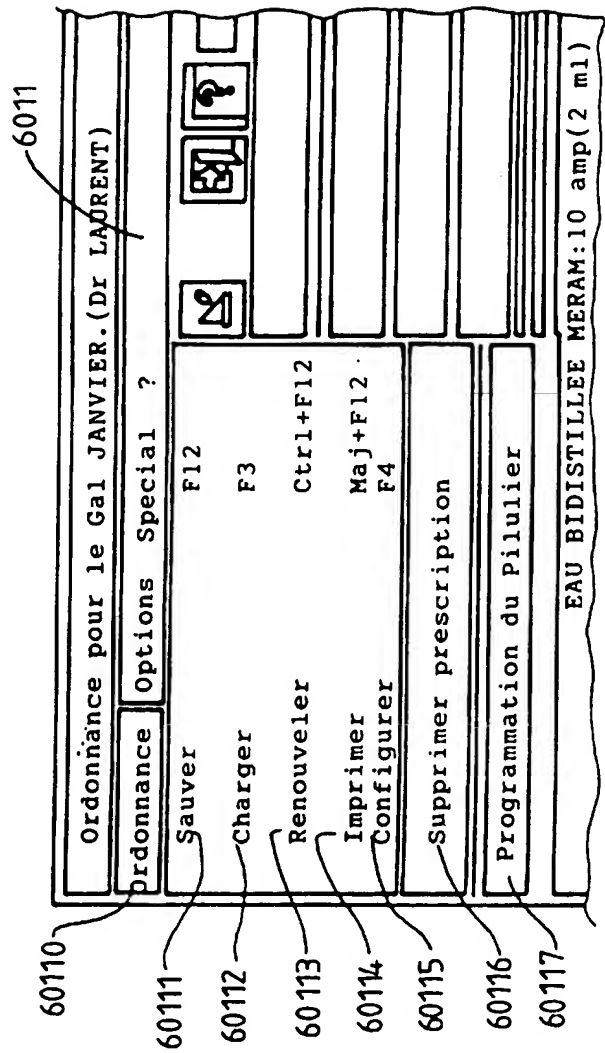 6011
Ordonnance pour le Gal JANVIER.(Dr LAURENT)
60110
Ordonnance Options Special ?
60111
Sauver F12
60112
Charger F3
60113
Renouveler Ctrl+F12
60114
Imprimer Maj+F12
60115
Configurer F4
60116
Supprimer prescription
60117
Programmation du Pilulier
EAU BIDISTILLEE MERAM:10 amp(2 ml)
?